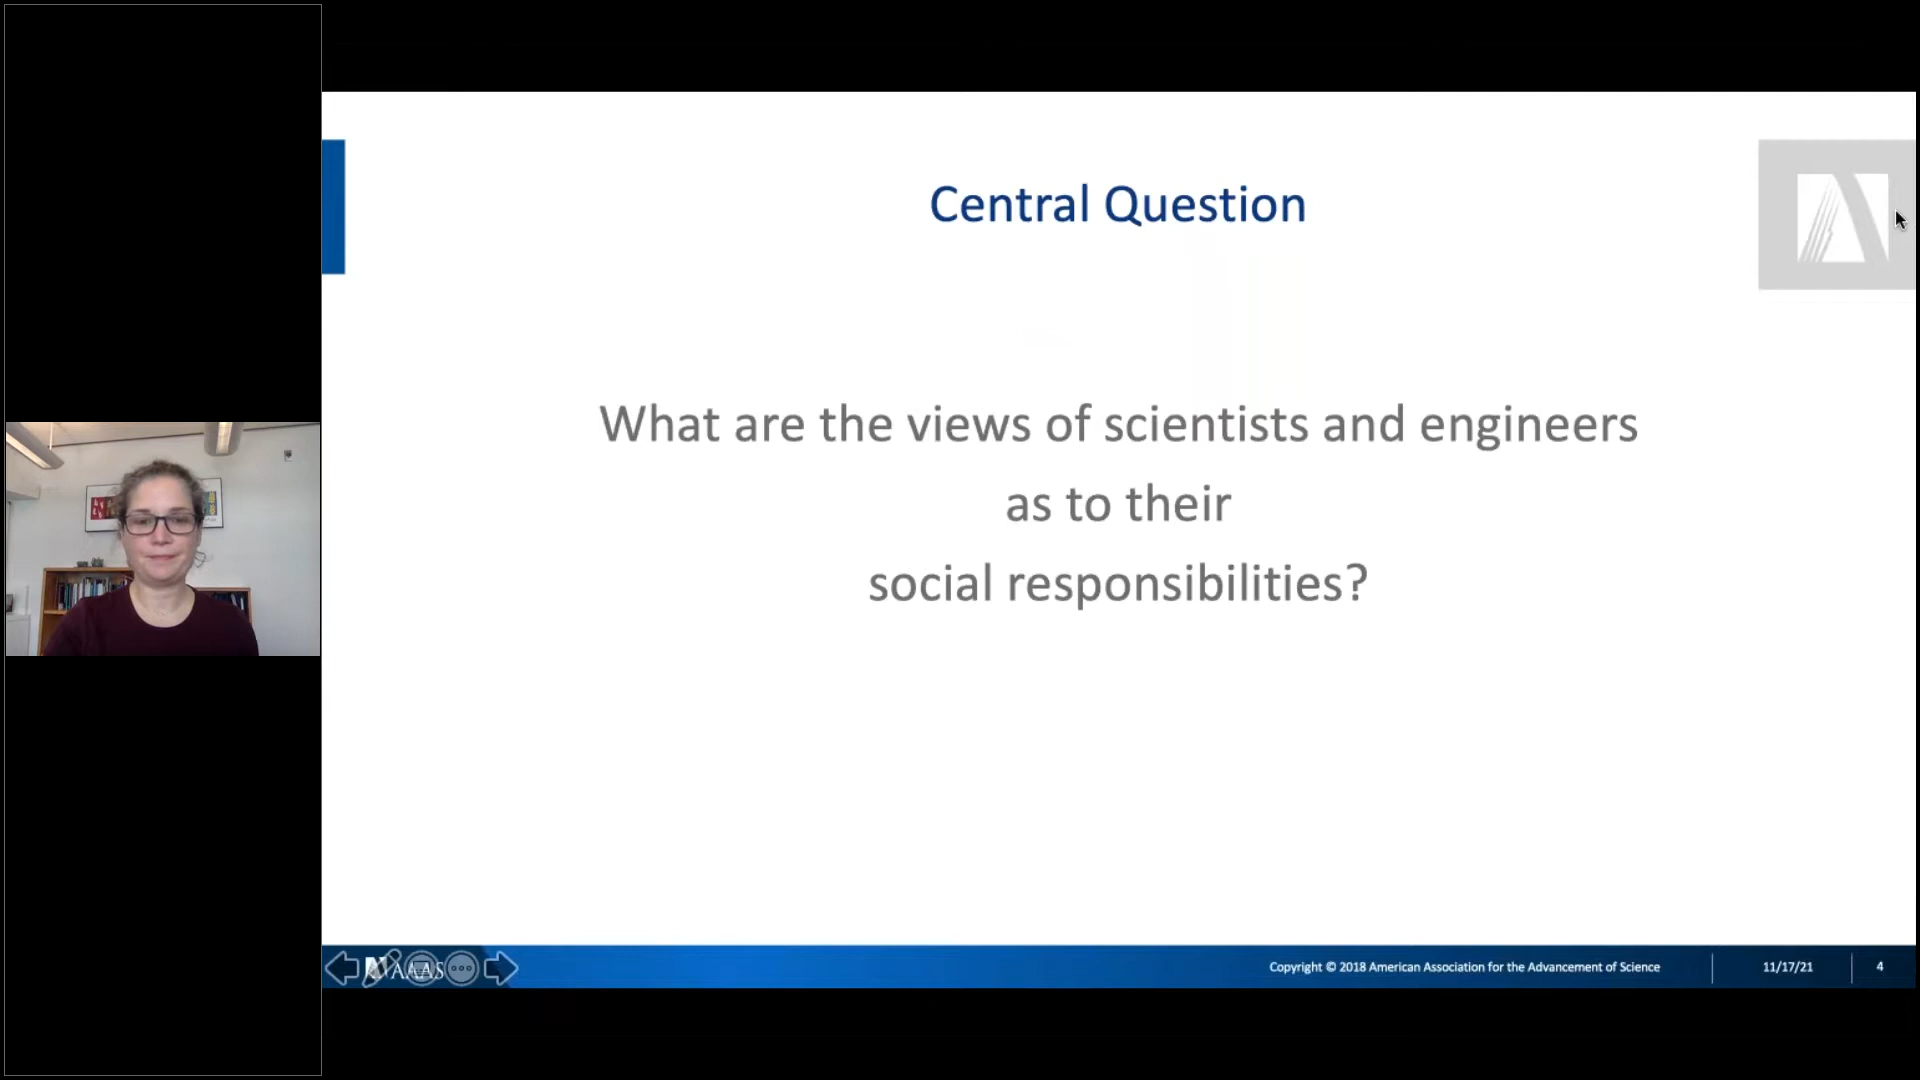 Central Question
What are the views of scientists and engineers
as to their
social responsibilities?
AAAS
Copyright © 2018 American Association for the Advancement of Science
11/17/21
4